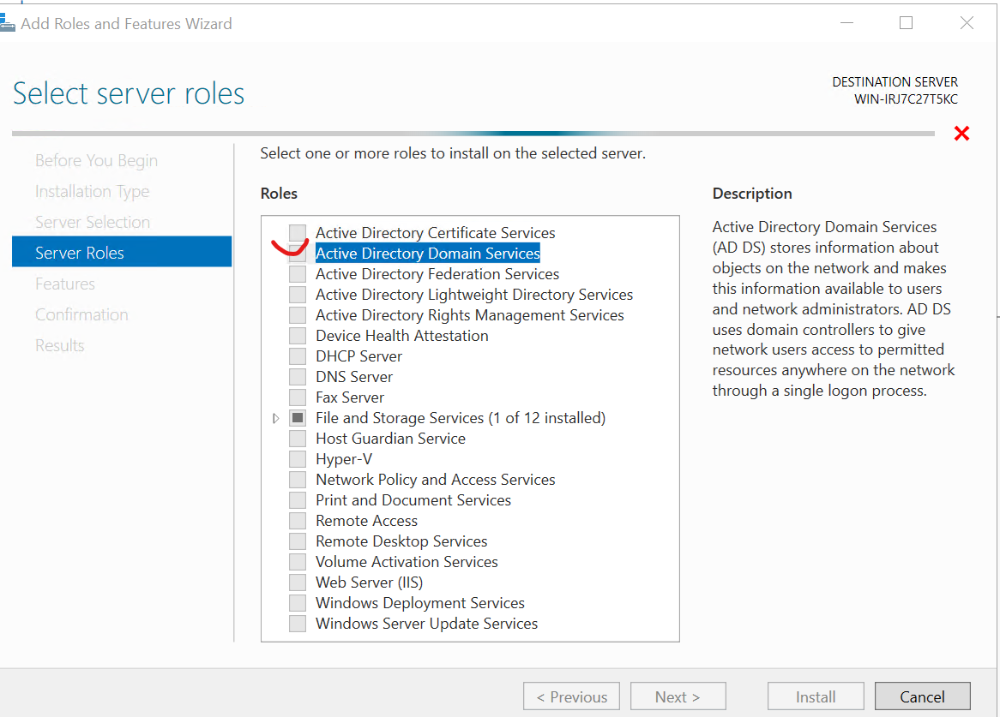 Add Roles and Features Wizard
Select server roles
DESTINATION SERVER
WIN-IRJ7C27T5KC
Before You Begin
Installation Type
Server Selection
Server Roles
Features
Confirmation
Results
Select one or more roles to install on the selected server.
Roles
Active Directory Certificate Services
Active Directory Domain Services
Active Directory Federation Services
Active Directory Lightweight Directory Services
Active Directory Rights Management Services
Device Health Attestation
DHCP Server
DNS Server
Fax Server
File and Storage Services (1 of 12 installed)
Host Guardian Service
Hyper-V
Network Policy and Access Services
Print and Document Services
Remote Access
Remote Desktop Services
Volume Activation Services
Web Server (IIS)
Windows Deployment Services
Windows Server Update Services
Description
Active Directory Domain Services
(AD DS) stores information about
objects on the network and makes
this information available to users
and network administrators. AD DS
uses domain controllers to give
network users access to permitted
resources anywhere on the network
through a single logon process.
< Previous
Next >
Install
Cancel